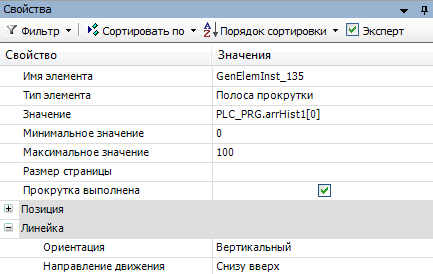 Свойства
Фильтр Сортировать по Порядок сортировки Эксперт
Свойство Значения
Имя элемента GenElemInst_135
Тип элемента Полоса прокрутки
Значение PLC_PRG.arrHist1[0]
Минимальное значение 0
Максимальное значение 100
Размер страницы
Прокрутка выполнена
Позиция
Линейка
Ориентация Вертикальный
Направление движения Снизу вверх